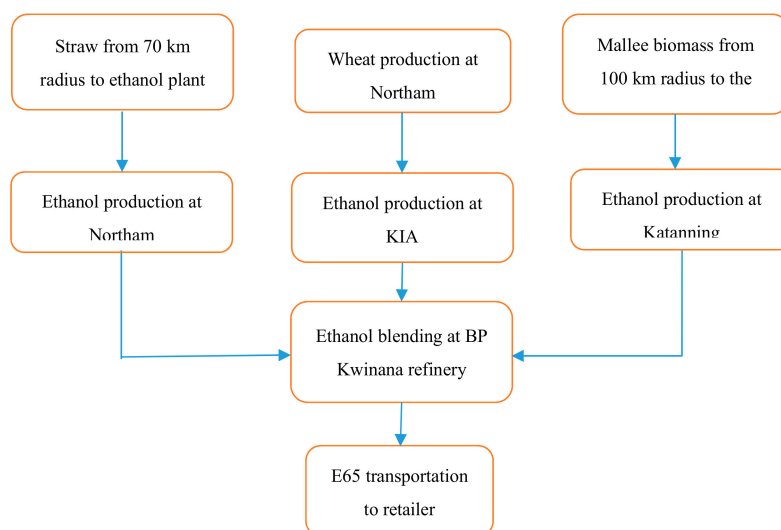 Straw from 70 km
radius to ethanol plant
Wheat production at
Northam
Mallee biomass from
100 km radius to the
Ethanol production at
Northam
Ethanol production at
KIA
Ethanol production at
Katanning
Ethanol blending at BP
Kwinana refinery
E65 transportation
to retailer